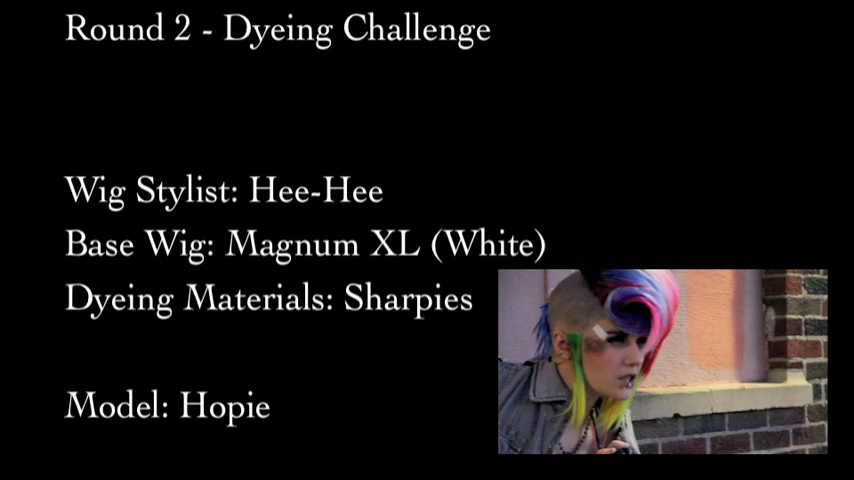 Round 2 - Dyeing Challenge
Wig Stylist: Hee-Hee
Base Wig: Magnum XL (White)
Dyeing Materials: Sharpies
Model: Hopie